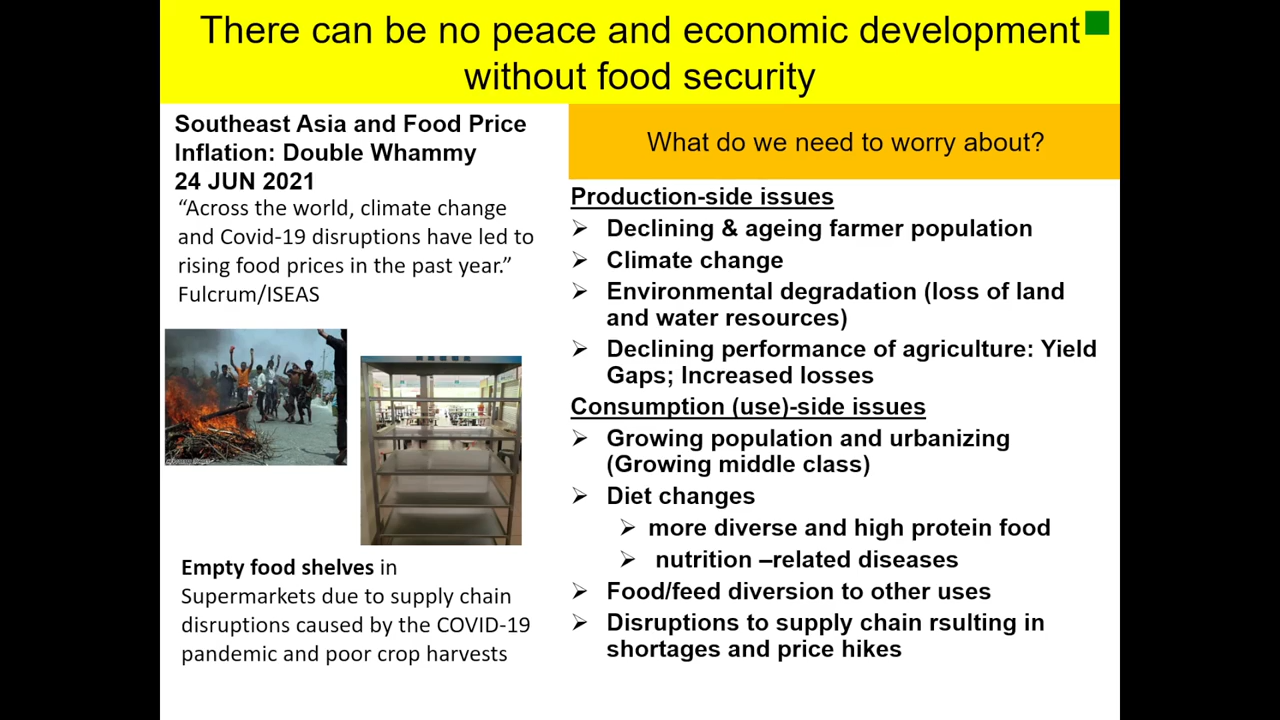 There can be no peace and economic development
without food security
Southeast Asia and Food Price
Inflation: Double Whammy
24 JUN 2021
“Across the world, climate change
and Covid-19 disruptions have led to
rising food prices in the past year.”
Fulcrum/ISEAS
Empty food shelves in
Supermarkets due to supply chain
disruptions caused by the COVID-19
pandemic and poor crop harvests
What do we need to worry about?
Production-side issues
➢ Declining & ageing farmer population
➢ Climate change
➢ Environmental degradation (loss of land
and water resources)
➢ Declining performance of agriculture: Yield
Gaps; Increased losses
Consumption (use)-side issues
➢ Growing population and urbanizing
(Growing middle class)
➢ Diet changes
➢ more diverse and high protein food
➢ nutrition –related diseases
➢ Food/feed diversion to other uses
➢ Disruptions to supply chain rsulting in
shortages and price hikes